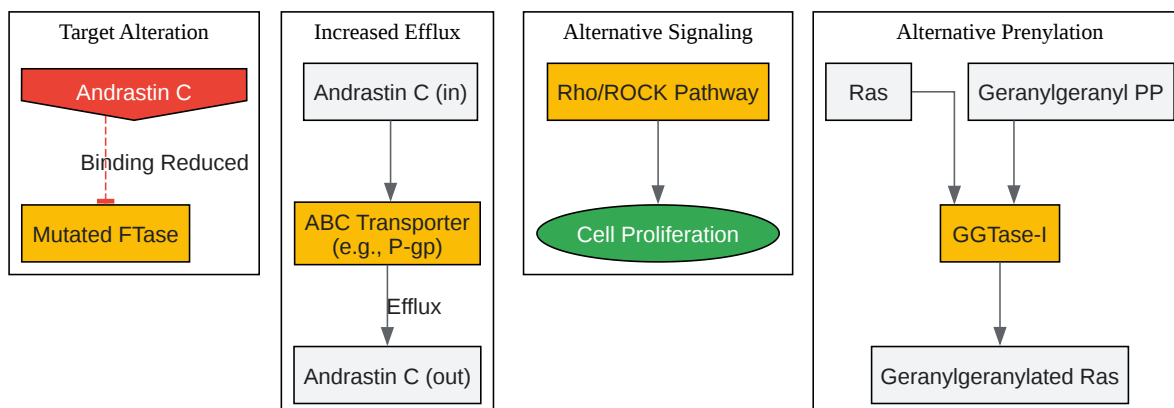 Target Alteration
Andrastin C
Binding Reduced
Mutated FTase
Increased Efflux
Andrastin C (in)
ABC Transporter
(e.g., P-gp)
Efflux
Andrastin C (out)
Alternative Signaling
Rho/ROCK Pathway
Cell Proliferation
Alternative Prenylation
Ras
Geranylgeranyl PP
GGTase-I
Geranylgeranylated Ras